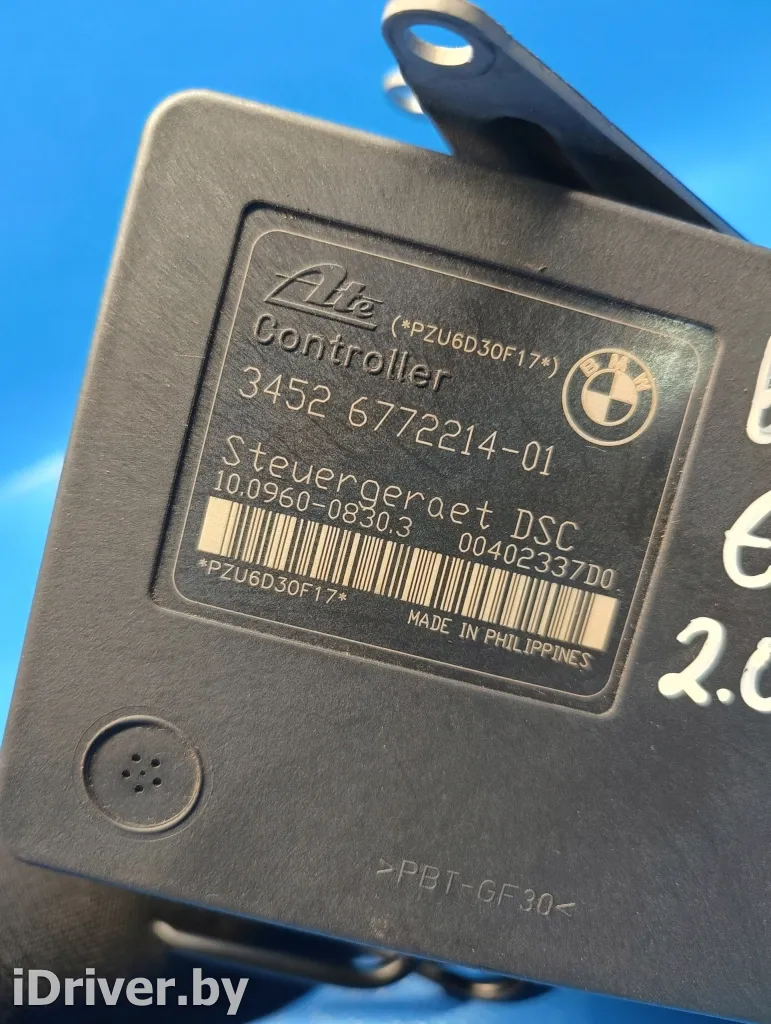 Ate
(*PZU6D30F17*)
Controller
BMW
3452 6772214-01
Steuergeraet DSC
10.0960-0830.3 00402337D0
*PZU6D30F17*
MADE IN PHILIPPINES
>PBT-GF30<
iDriver.by